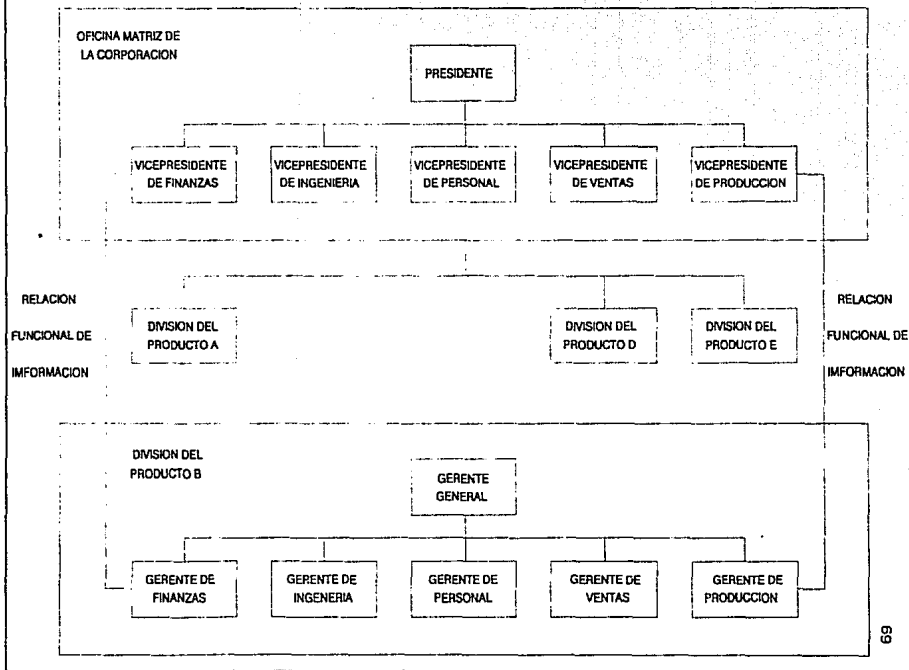 OFICINA MATRIZ DE
LA CORPORACION
PRESIDENTE
VICEPRESIDENTE
DE FINANZAS
VICEPRESIDENTE
DE INGENIERIA
VICEPRESIDENTE
DE PERSONAL
VICEPRESIDENTE
DE VENTAS
VICEPRESIDENTE
DE PRODUCCION
RELACION
FUNCIONAL DE
IMFORMACION
DIVISION DEL
PRODUCTO A
DIVISION DEL
PRODUCTO D
DIVISION DEL
PRODUCTO E
RELACION
FUNCIONAL DE
IMFORMACION
DIVISION DEL
PRODUCTO B
GERENTE
GENERAL
GERENTE DE
FINANZAS
GERENTE DE
INGENERIA
GERENTE DE
PERSONAL
GERENTE DE
VENTAS
GERENTE DE
PRODUCCION
69